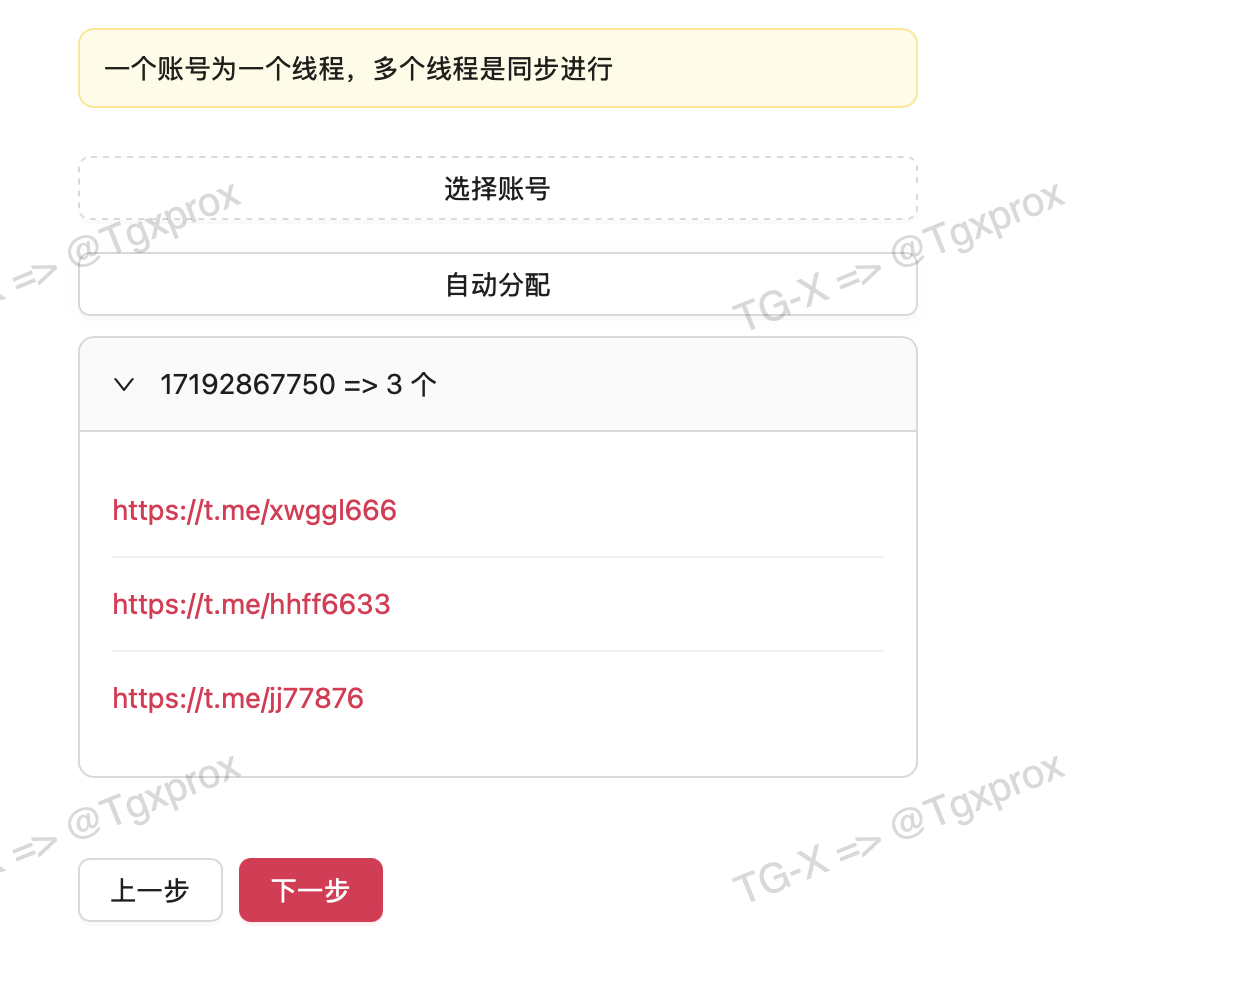 一个账号为一个线程，多个线程是同步进行
选择账号
=> @Tgxprox
TG-X => @Tgxprox
自动分配
17192867750 => 3 个
https://t.me/xwggl666
https://t.me/hhff6633
https://t.me/jj77876
=> @Tgxprox
TG-X => @Tgxprox
上一步
下一步